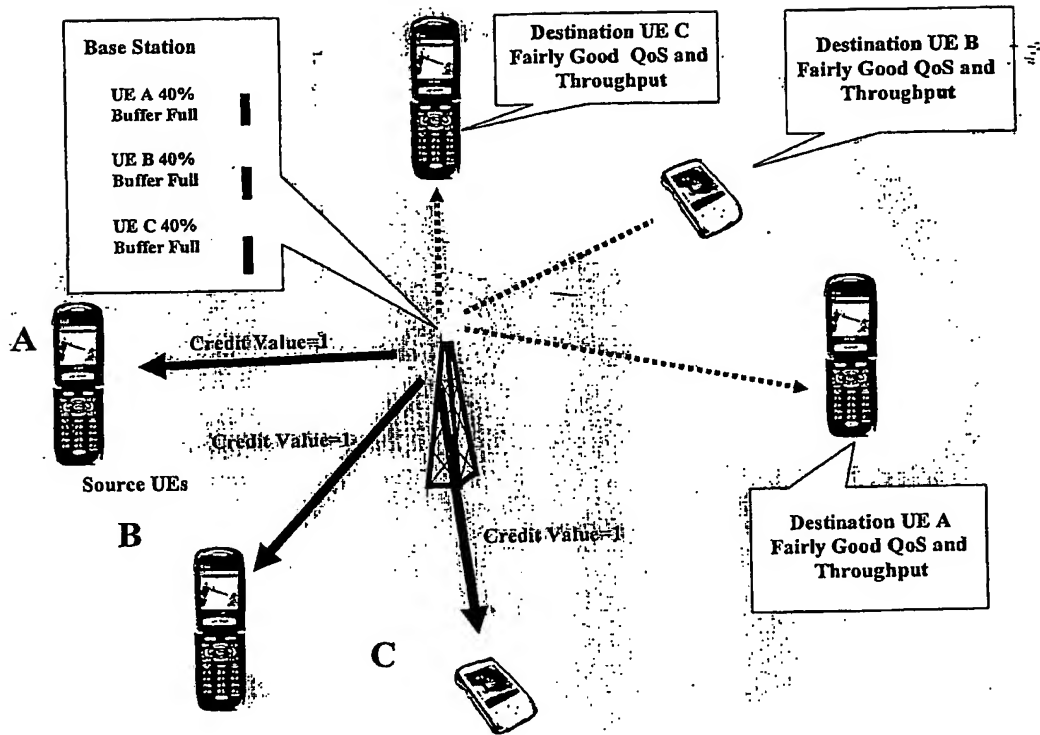 Base Station
UE A 40%
Buffer Full
UE B 40%
Buffer Full
UE C 40%
Buffer Full
Destination UE C
Fairly Good QoS and
Throughput
Destination UE B
Fairly Good QoS and
Throughput
A
Credit Value=1
Credit Value=1
Source UEs
B
Credit Value=1
Destination UE A
Fairly Good QoS and
Throughput
C